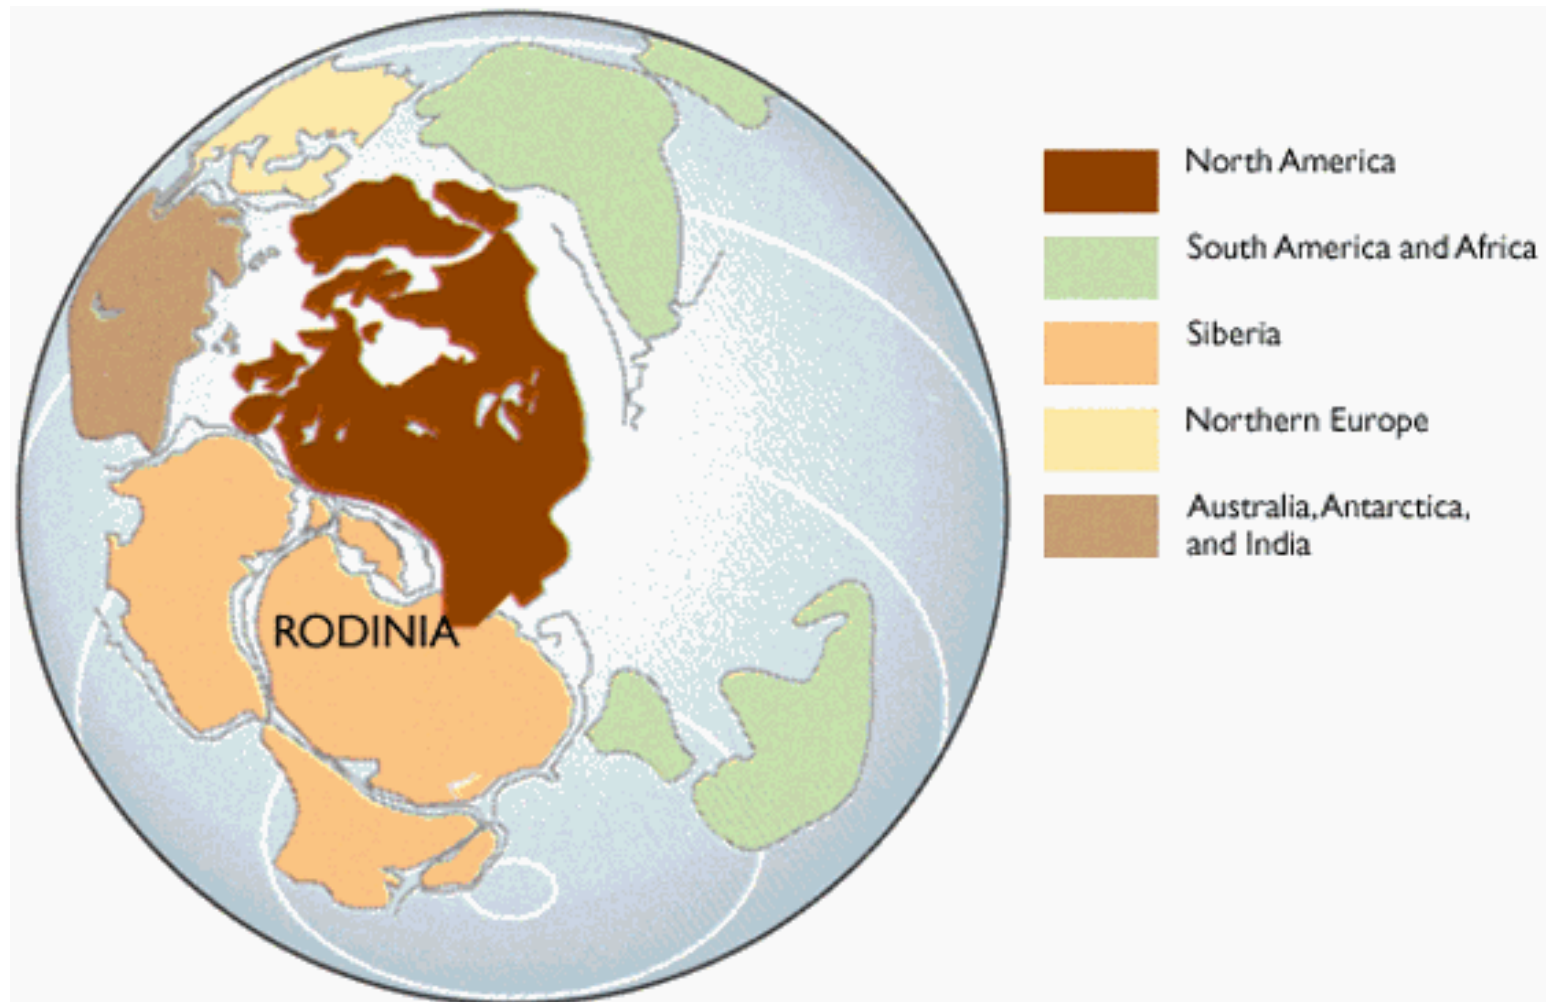 RODINIA
North America
South America and Africa
Siberia
Northern Europe
Australia, Antarctica,
and India